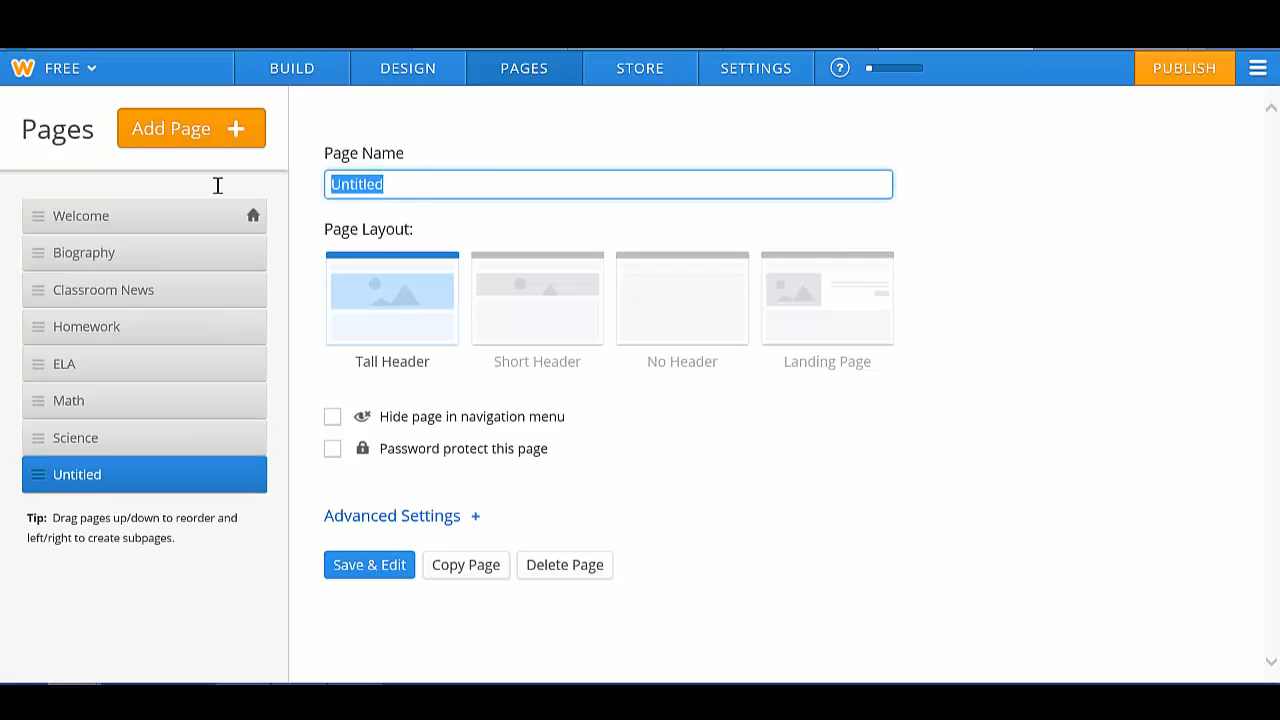 FREE BUILD DESIGN PAGES STORE SETTINGS ? PUBLISH
Pages
Add Page +
Welcome
Biography
Classroom News
Homework
ELA
Math
Science
Untitled
Tip: Drag pages up/down to reorder and
left/right to create subpages.
Page Name
Untitled
Page Layout:
Tall Header Short Header No Header Landing Page
Hide page in navigation menu
Password protect this page
Advanced Settings +
Save & Edit Copy Page Delete Page